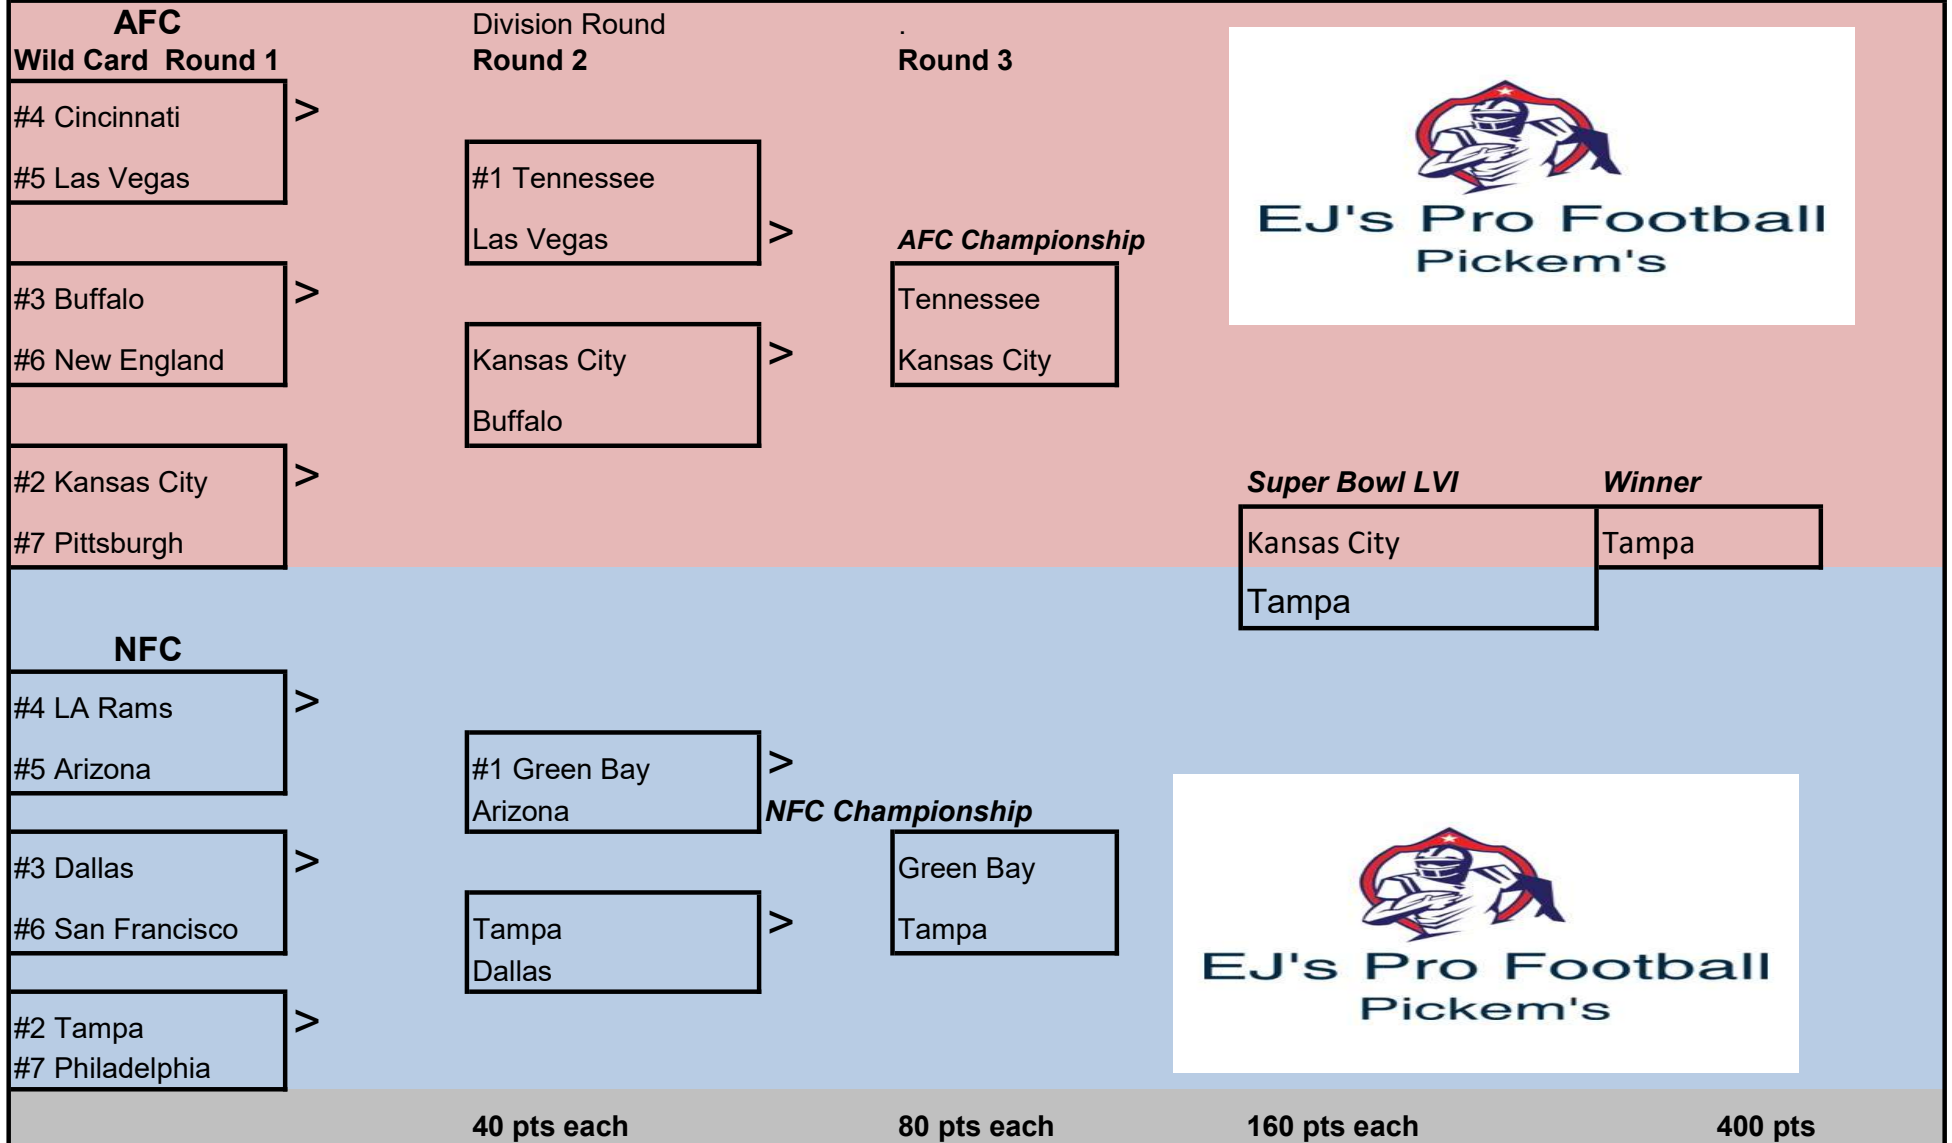 AFC Division Round .
Wild Card Round 1 Round 2 Round 3
#4 Cincinnati >
#5 Las Vegas #1 Tennessee
Las Vegas > AFC Championship
#3 Buffalo > Tennessee
#6 New England Kansas City > Kansas City
Buffalo
EJ's Pro Football
Pickem's
#2 Kansas City > Super Bowl LVI Winner
#7 Pittsburgh Kansas City Tampa
Tampa
NFC
#4 LA Rams >
#5 Arizona #1 Green Bay >
Arizona NFC Championship
#3 Dallas > Green Bay
#6 San Francisco Tampa > Tampa
Dallas
#2 Tampa >
#7 Philadelphia
EJ's Pro Football
Pickem's
40 pts each 80 pts each 160 pts each 400 pts